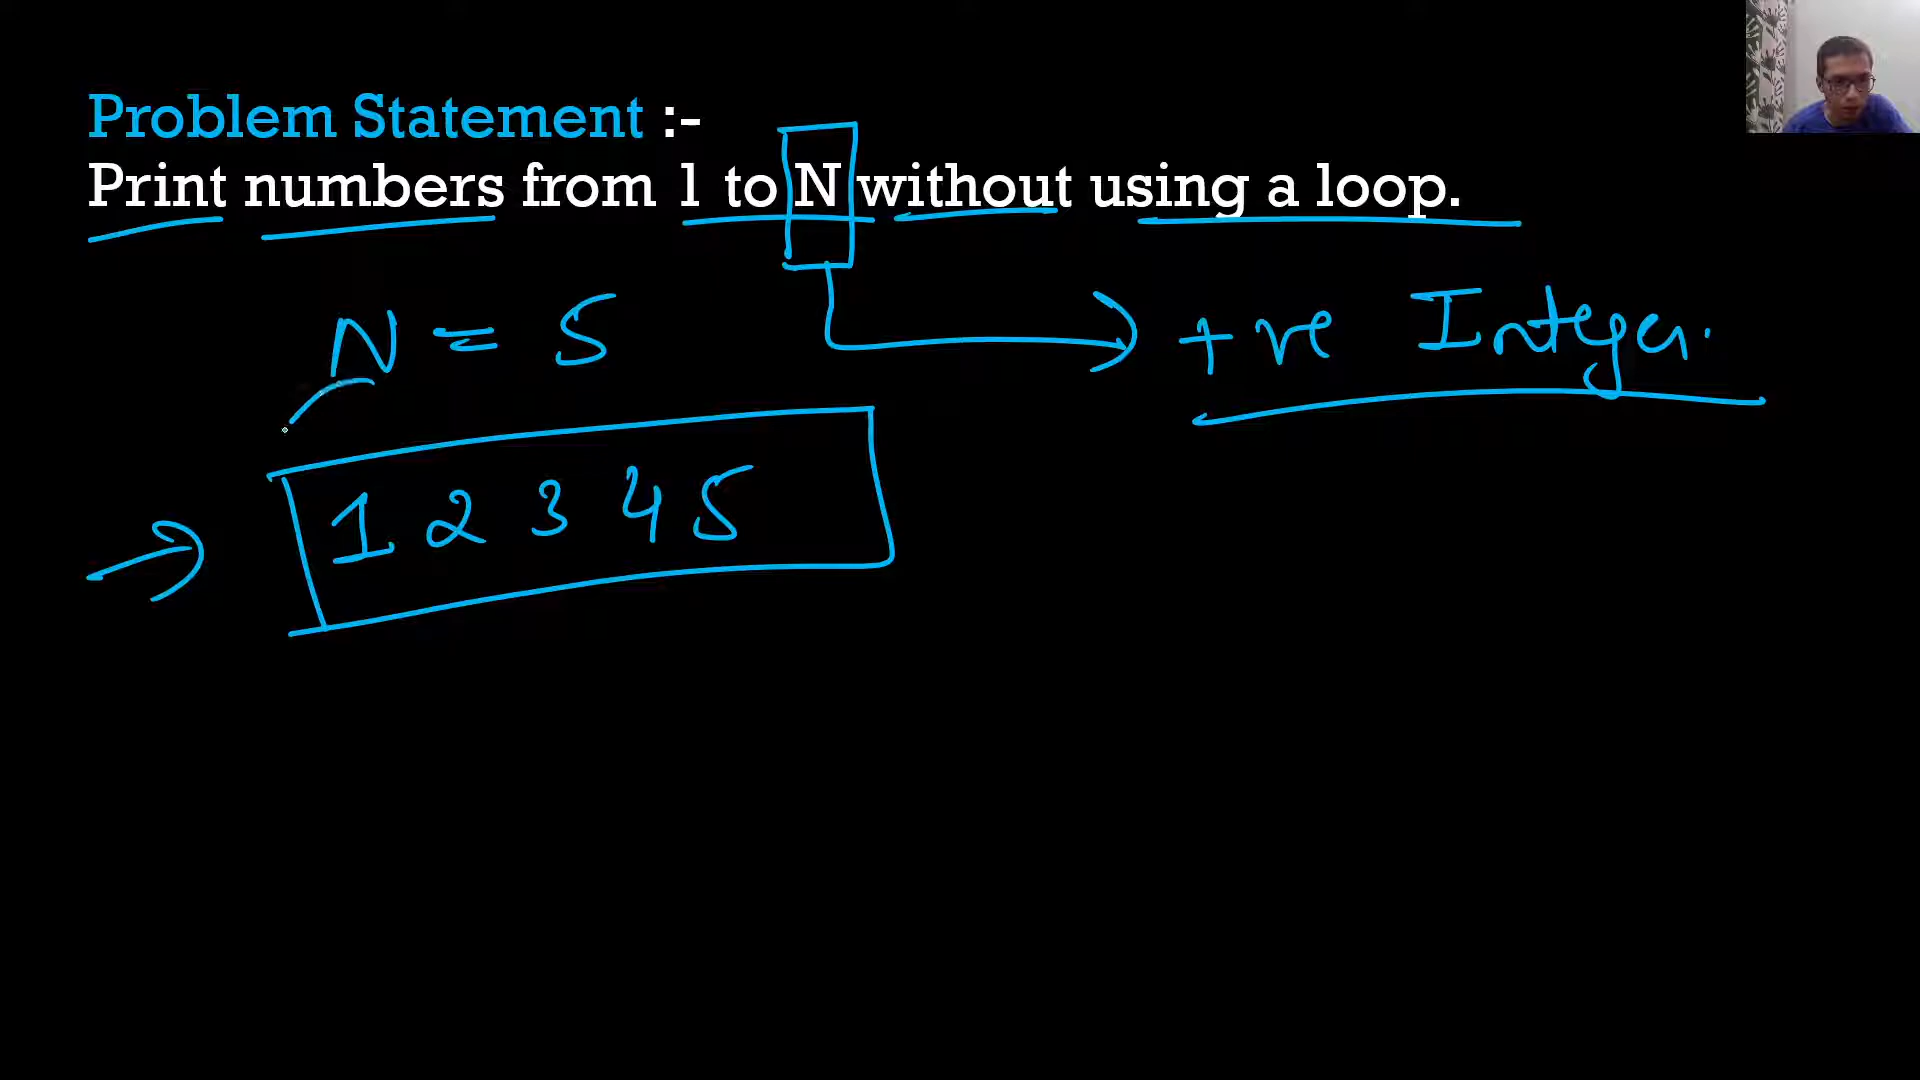 Problem Statement :-
Print numbers from 1 to N without using a loop.
N = 5
+ve Integer.
1 2 3 4 5